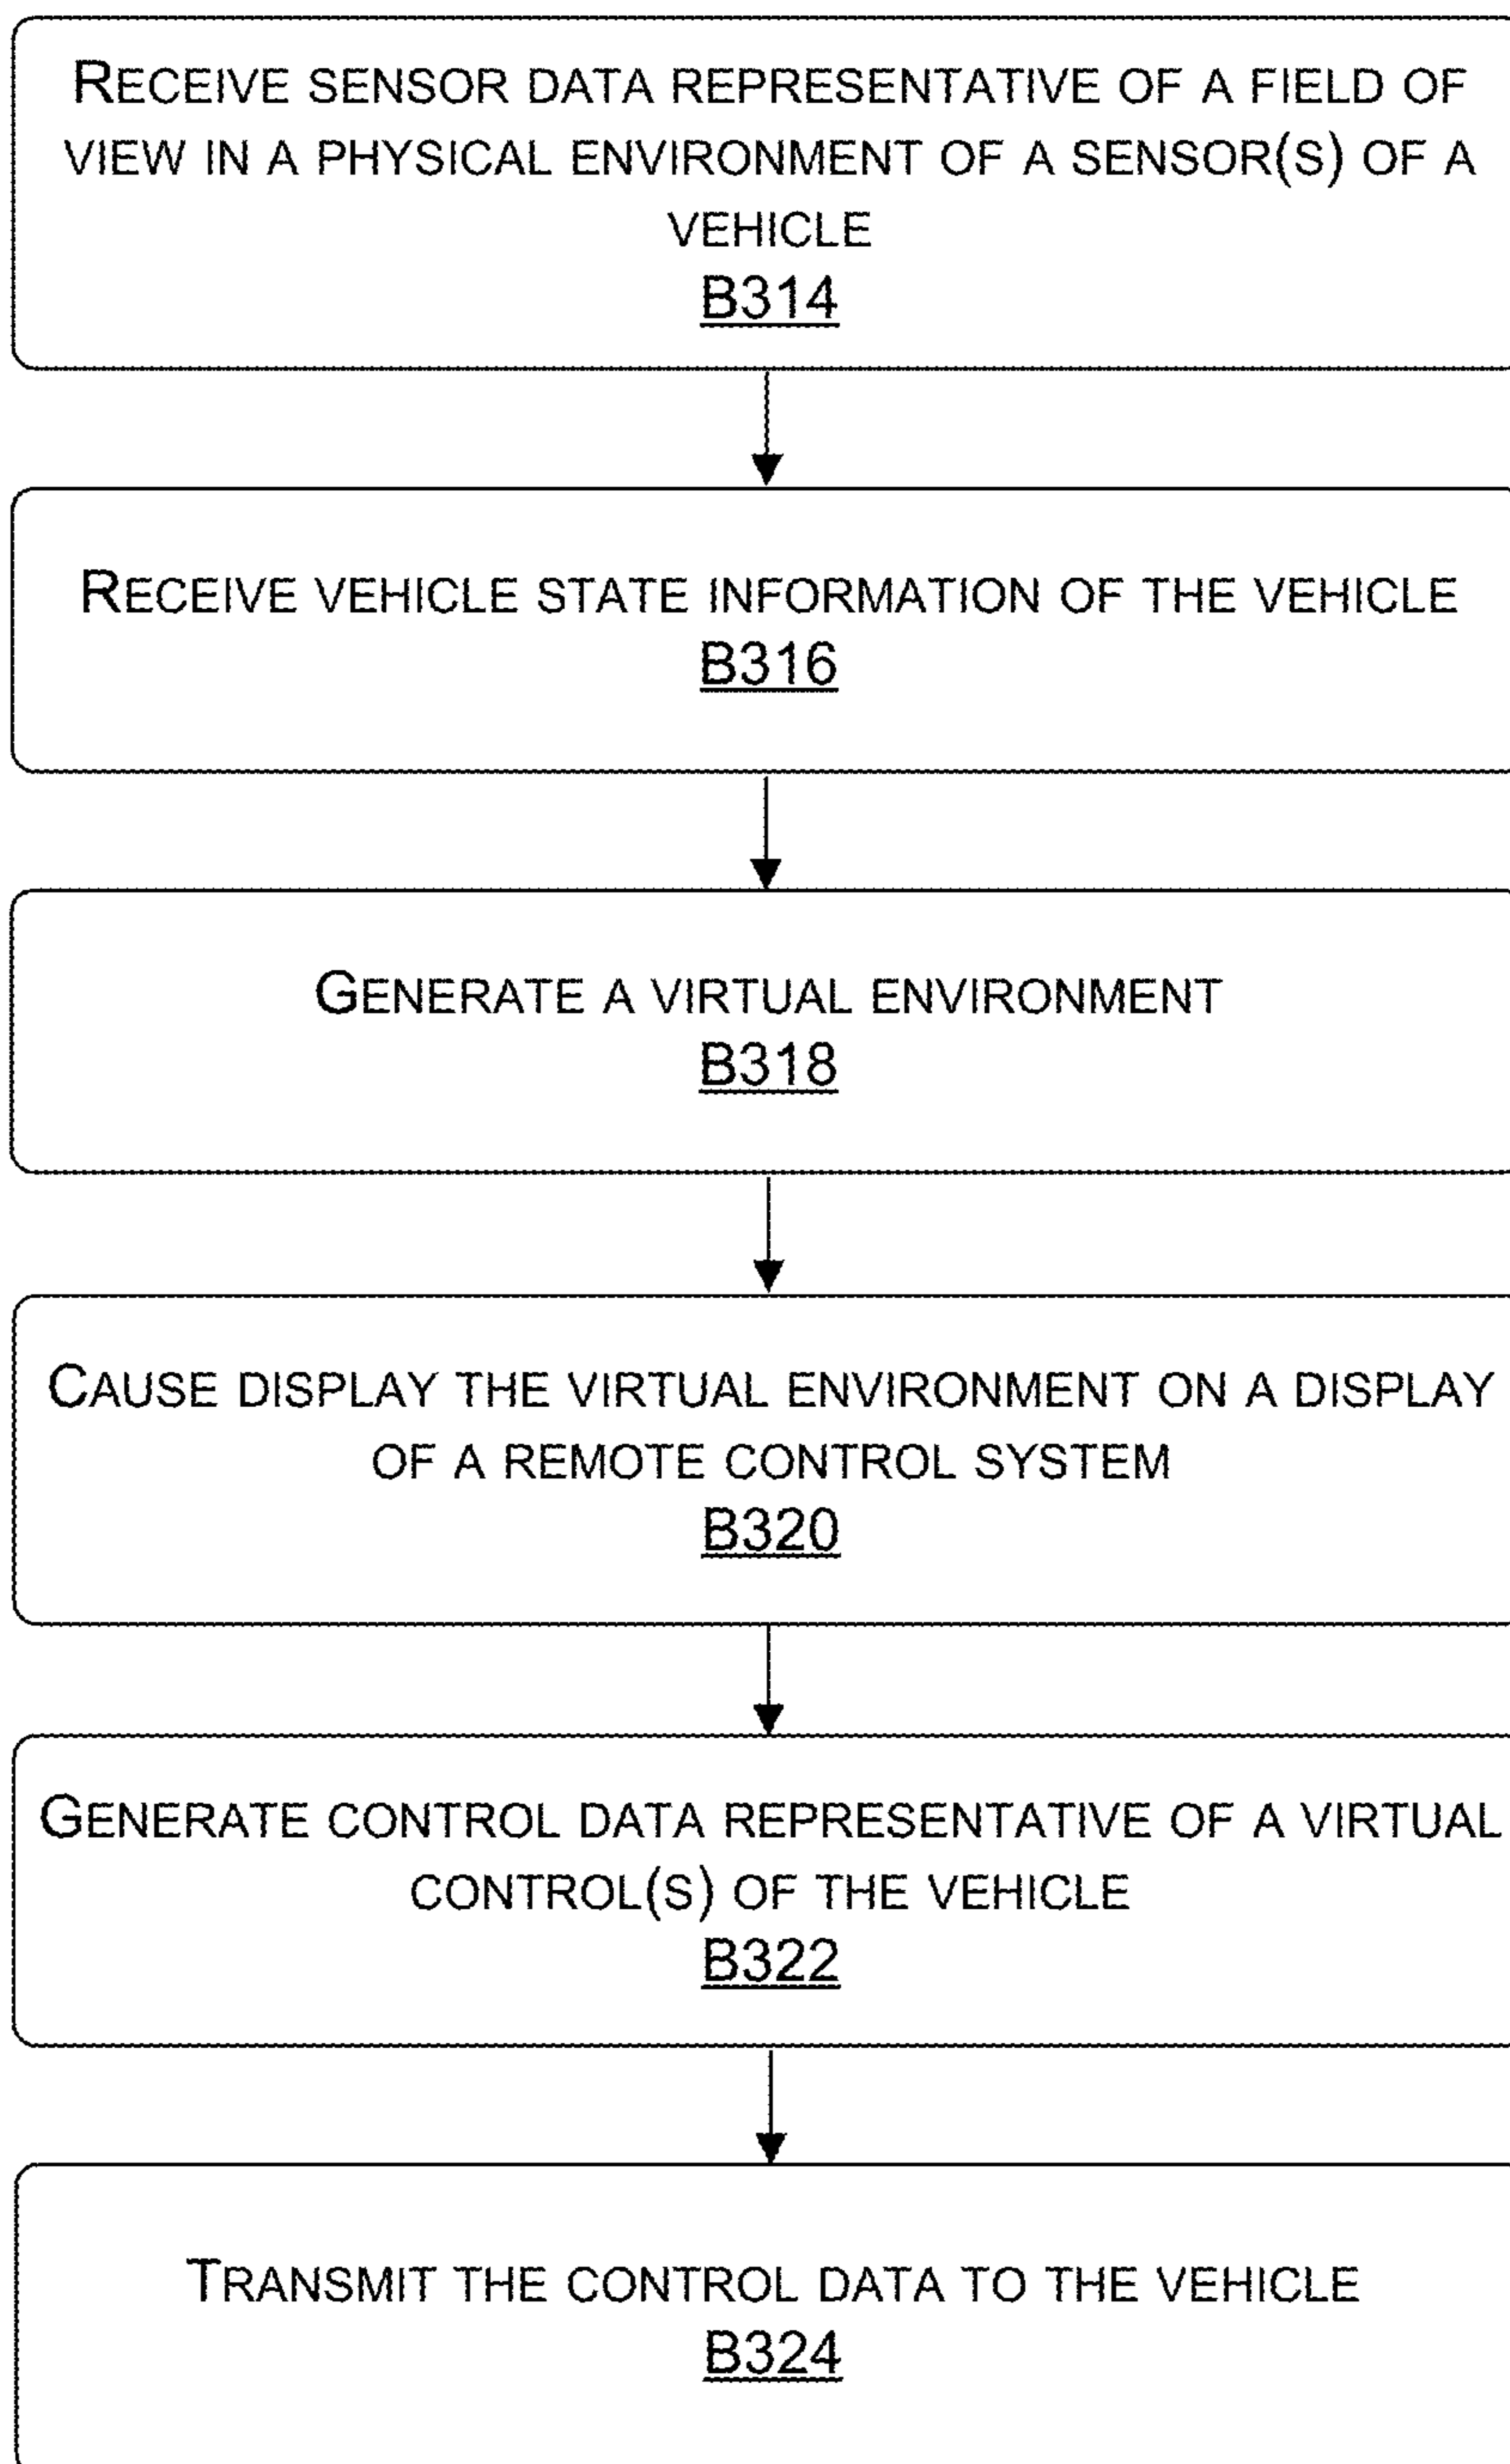 RECEIVE SENSOR DATA REPRESENTATIVE OF A FIELD OF
VIEW IN A PHYSICAL ENVIRONMENT OF A SENSOR(S) OF A
VEHICLE
B314
RECEIVE VEHICLE STATE INFORMATION OF THE VEHICLE
B316
GENERATE A VIRTUAL ENVIRONMENT
B318
CAUSE DISPLAY THE VIRTUAL ENVIRONMENT ON A DISPLAY
OF A REMOTE CONTROL SYSTEM
B320
GENERATE CONTROL DATA REPRESENTATIVE OF A VIRTUAL
CONTROL(S) OF THE VEHICLE
B322
TRANSMIT THE CONTROL DATA TO THE VEHICLE
B324